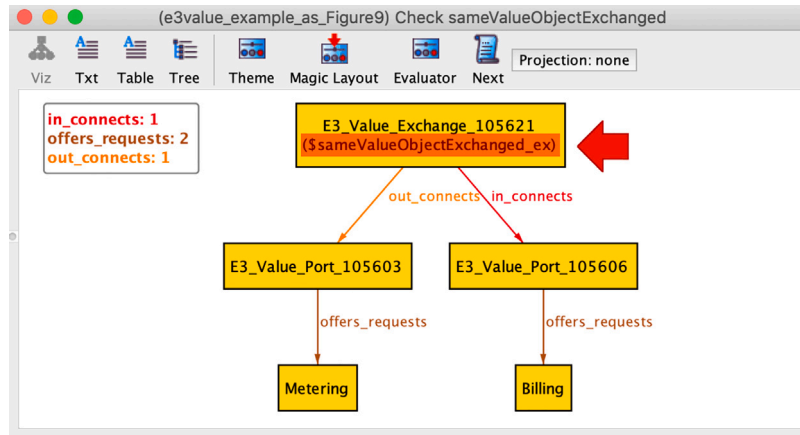 (e3value_example_as_Figure9) Check sameValueObjectExchanged
Viz Txt Table Tree Theme Magic Layout Evaluator Next Projection: none
in_connects: 1
offers_requests: 2
out_connects: 1
E3_Value_Exchange_105621
($sameValueObjectExchanged_ex)
out_connects in_connects
E3_Value_Port_105603 E3_Value_Port_105606
offers_requests offers_requests
Metering Billing